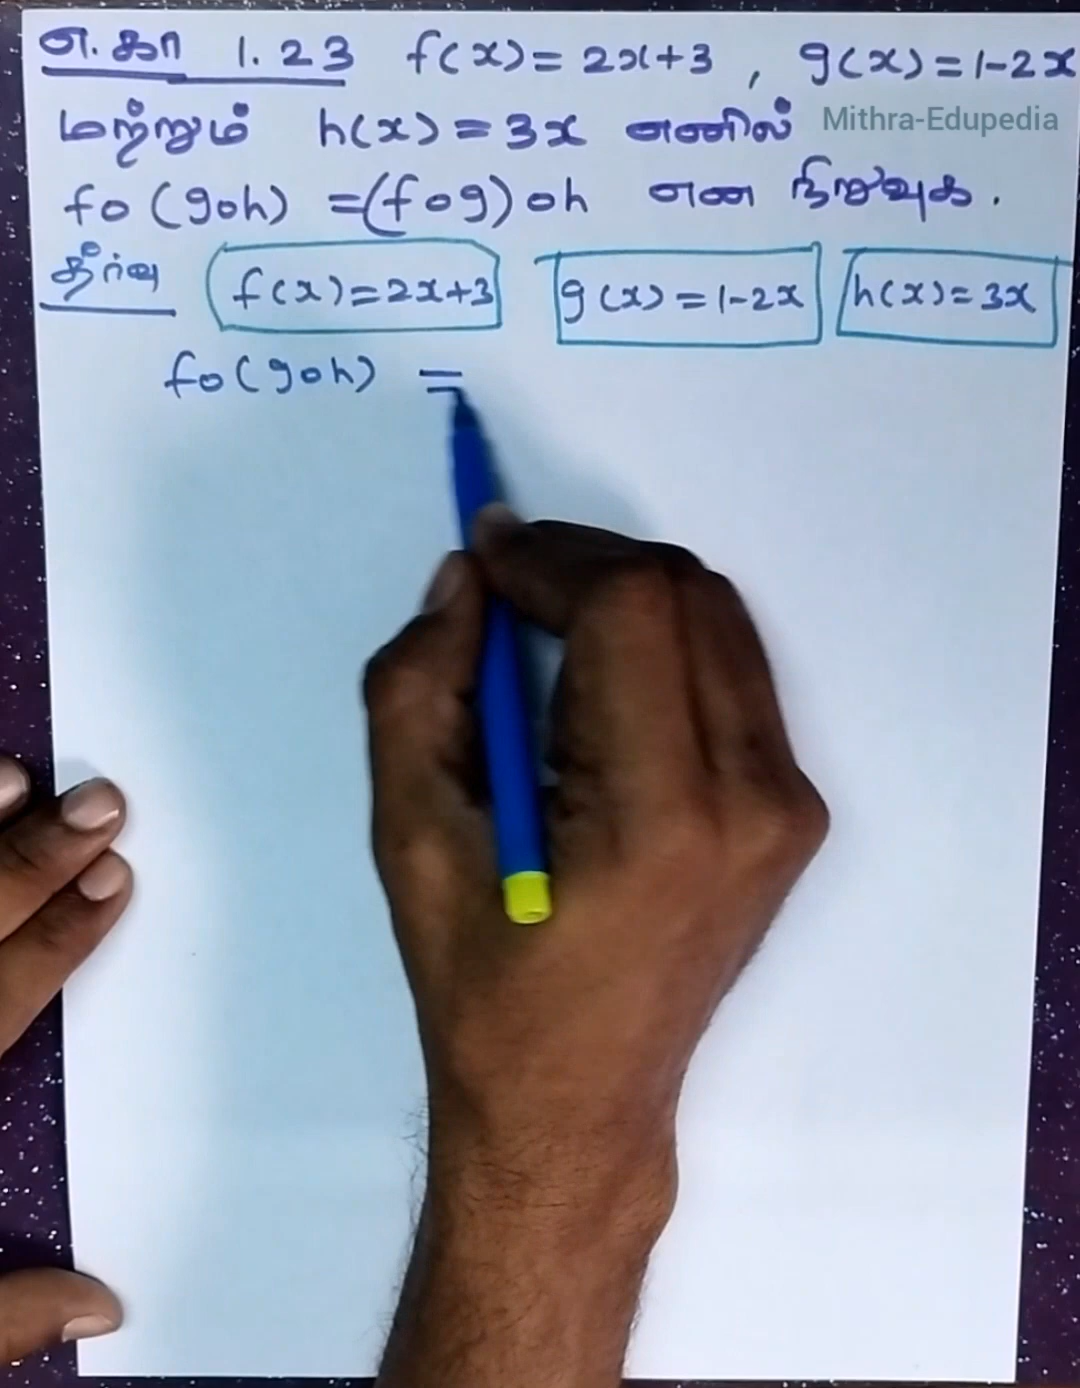 எ.கா 1.23 f(x)=2x+3, g(x)=1-2x
மற்றும் h(x)=3x எனில்
Mithra-Edupedia
fo(goh) =(fog)oh என நிறுவுக.
தீர்வு f(x)=2x+3 g(x)=1-2x h(x)=3x
fo(goh) =